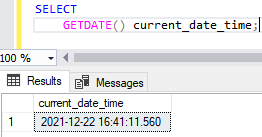 SELECT
GETDATE() current_date_time;
100 %
Results Messages
current_date_time
1 2021-12-22 16:41:11.560